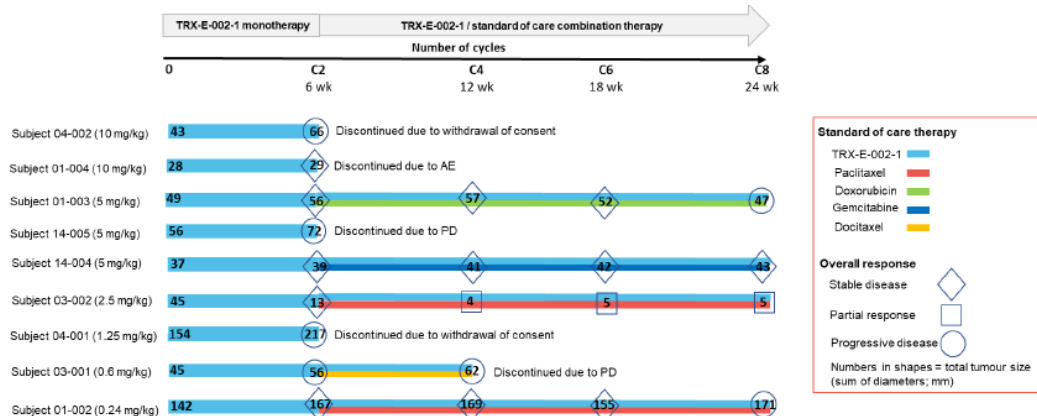 TRX-E-002-1 monotherapy TRX-E-002-1 / standard of care combination therapy
Number of cycles
0 C2 C4 C6 C8
6 wk 12 wk 18 wk 24 wk
Subject 04-002 (10 mg/kg) 43 66 Discontinued due to withdrawal of consent
Subject 01-004 (10 mg/kg) 28 29 Discontinued due to AE
Subject 01-003 (5 mg/kg) 49 56 57 52 47
Subject 14-005 (5 mg/kg) 56 72 Discontinued due to PD
Subject 14-004 (5 mg/kg) 37 39 41 42 43
Subject 03-002 (2.5 mg/kg) 45 13 4 5 5
Subject 04-001 (1.25 mg/kg) 154 217 Discontinued due to withdrawal of consent
Subject 03-001 (0.6 mg/kg) 45 56 62 Discontinued due to PD
Subject 01-002 (0.24 mg/kg) 142 167 169 155 171
Standard of care therapy
TRX-E-002-1
Paclitaxel
Doxorubicin
Gemcitabine
Docitaxel
Overall response
Stable disease
Partial response
Progressive disease
Numbers in shapes = total tumour size
(sum of diameters; mm)